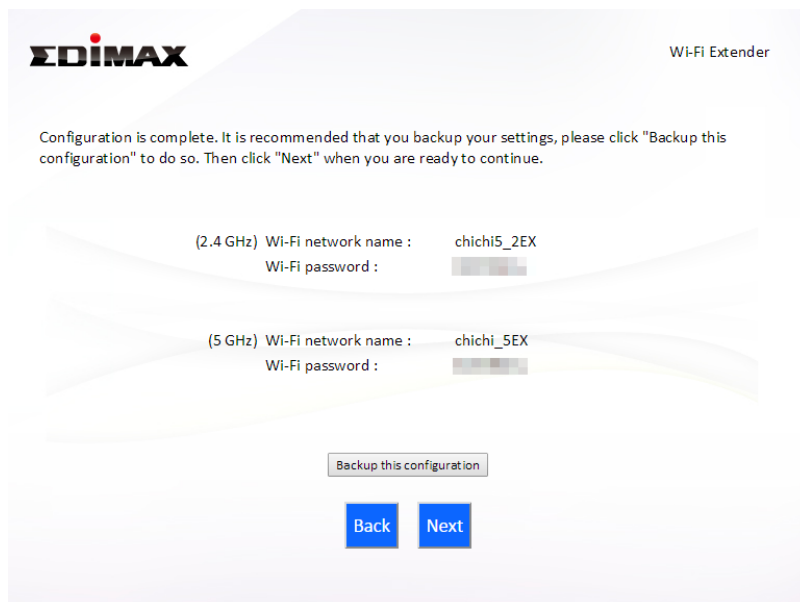 EDIMAX
Wi-Fi Extender
Configuration is complete. It is recommended that you backup your settings, please click "Backup this
configuration" to do so. Then click "Next" when you are ready to continue.
(2.4 GHz) Wi-Fi network name : chichi5_2EX
Wi-Fi password :
(5 GHz) Wi-Fi network name : chichi_5EX
Wi-Fi password :
Backup this configuration
Back Next